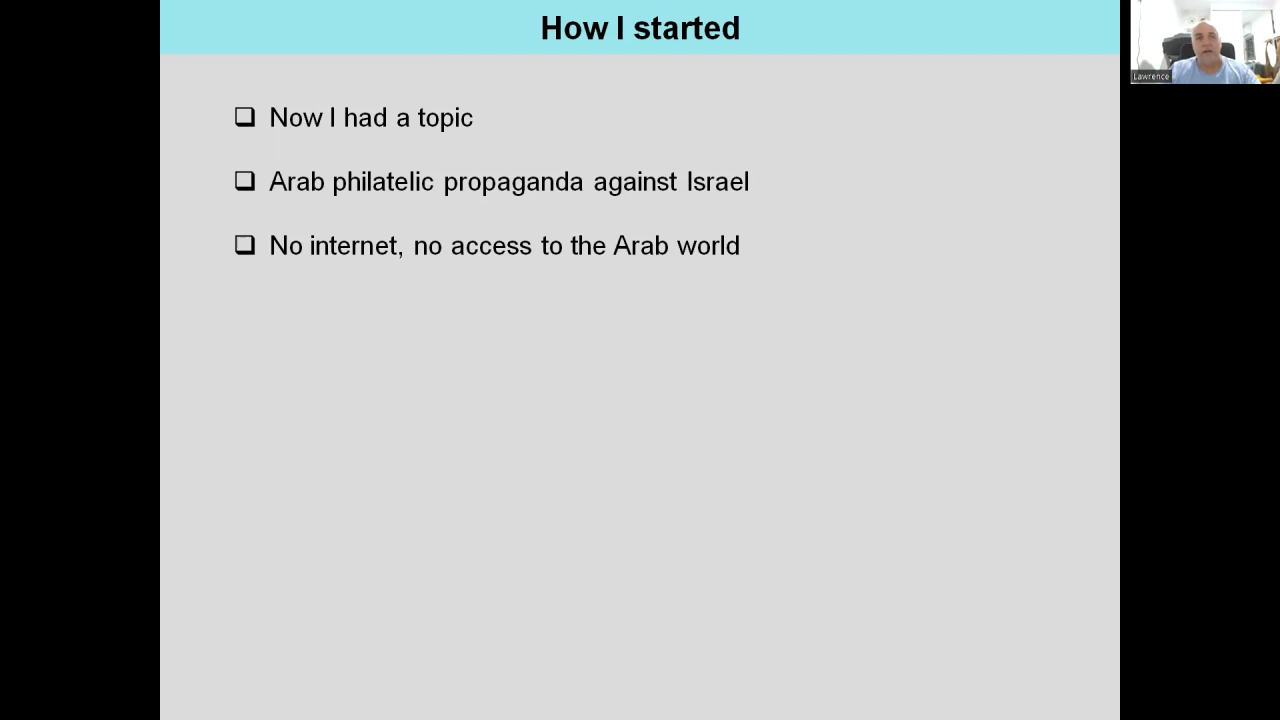 How I started
Lawrence
❑ Now I had a topic
❑ Arab philatelic propaganda against Israel
❑ No internet, no access to the Arab world